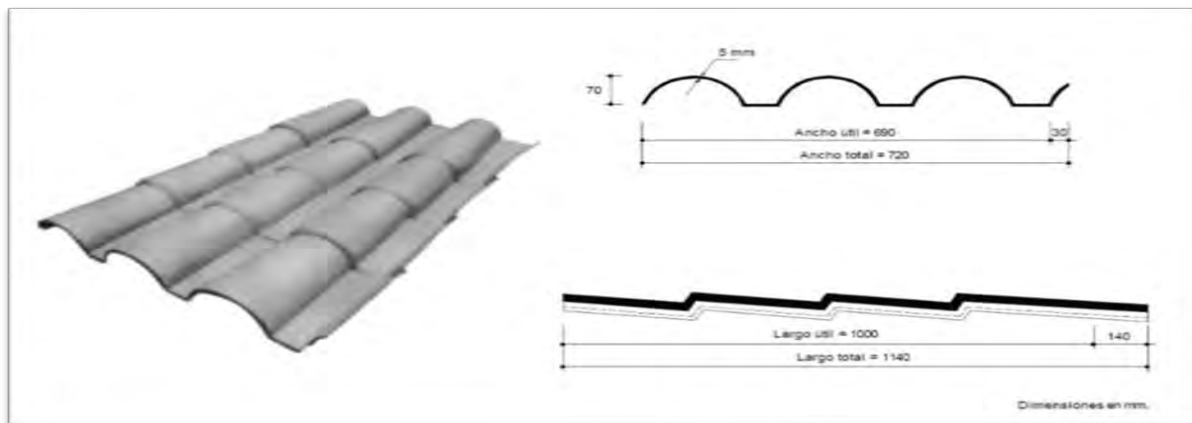 5 mm
70
Ancho útil = 690
30
Ancho total = 720
Largo útil = 1000
140
Largo total = 1140
Dimensiones en mm.